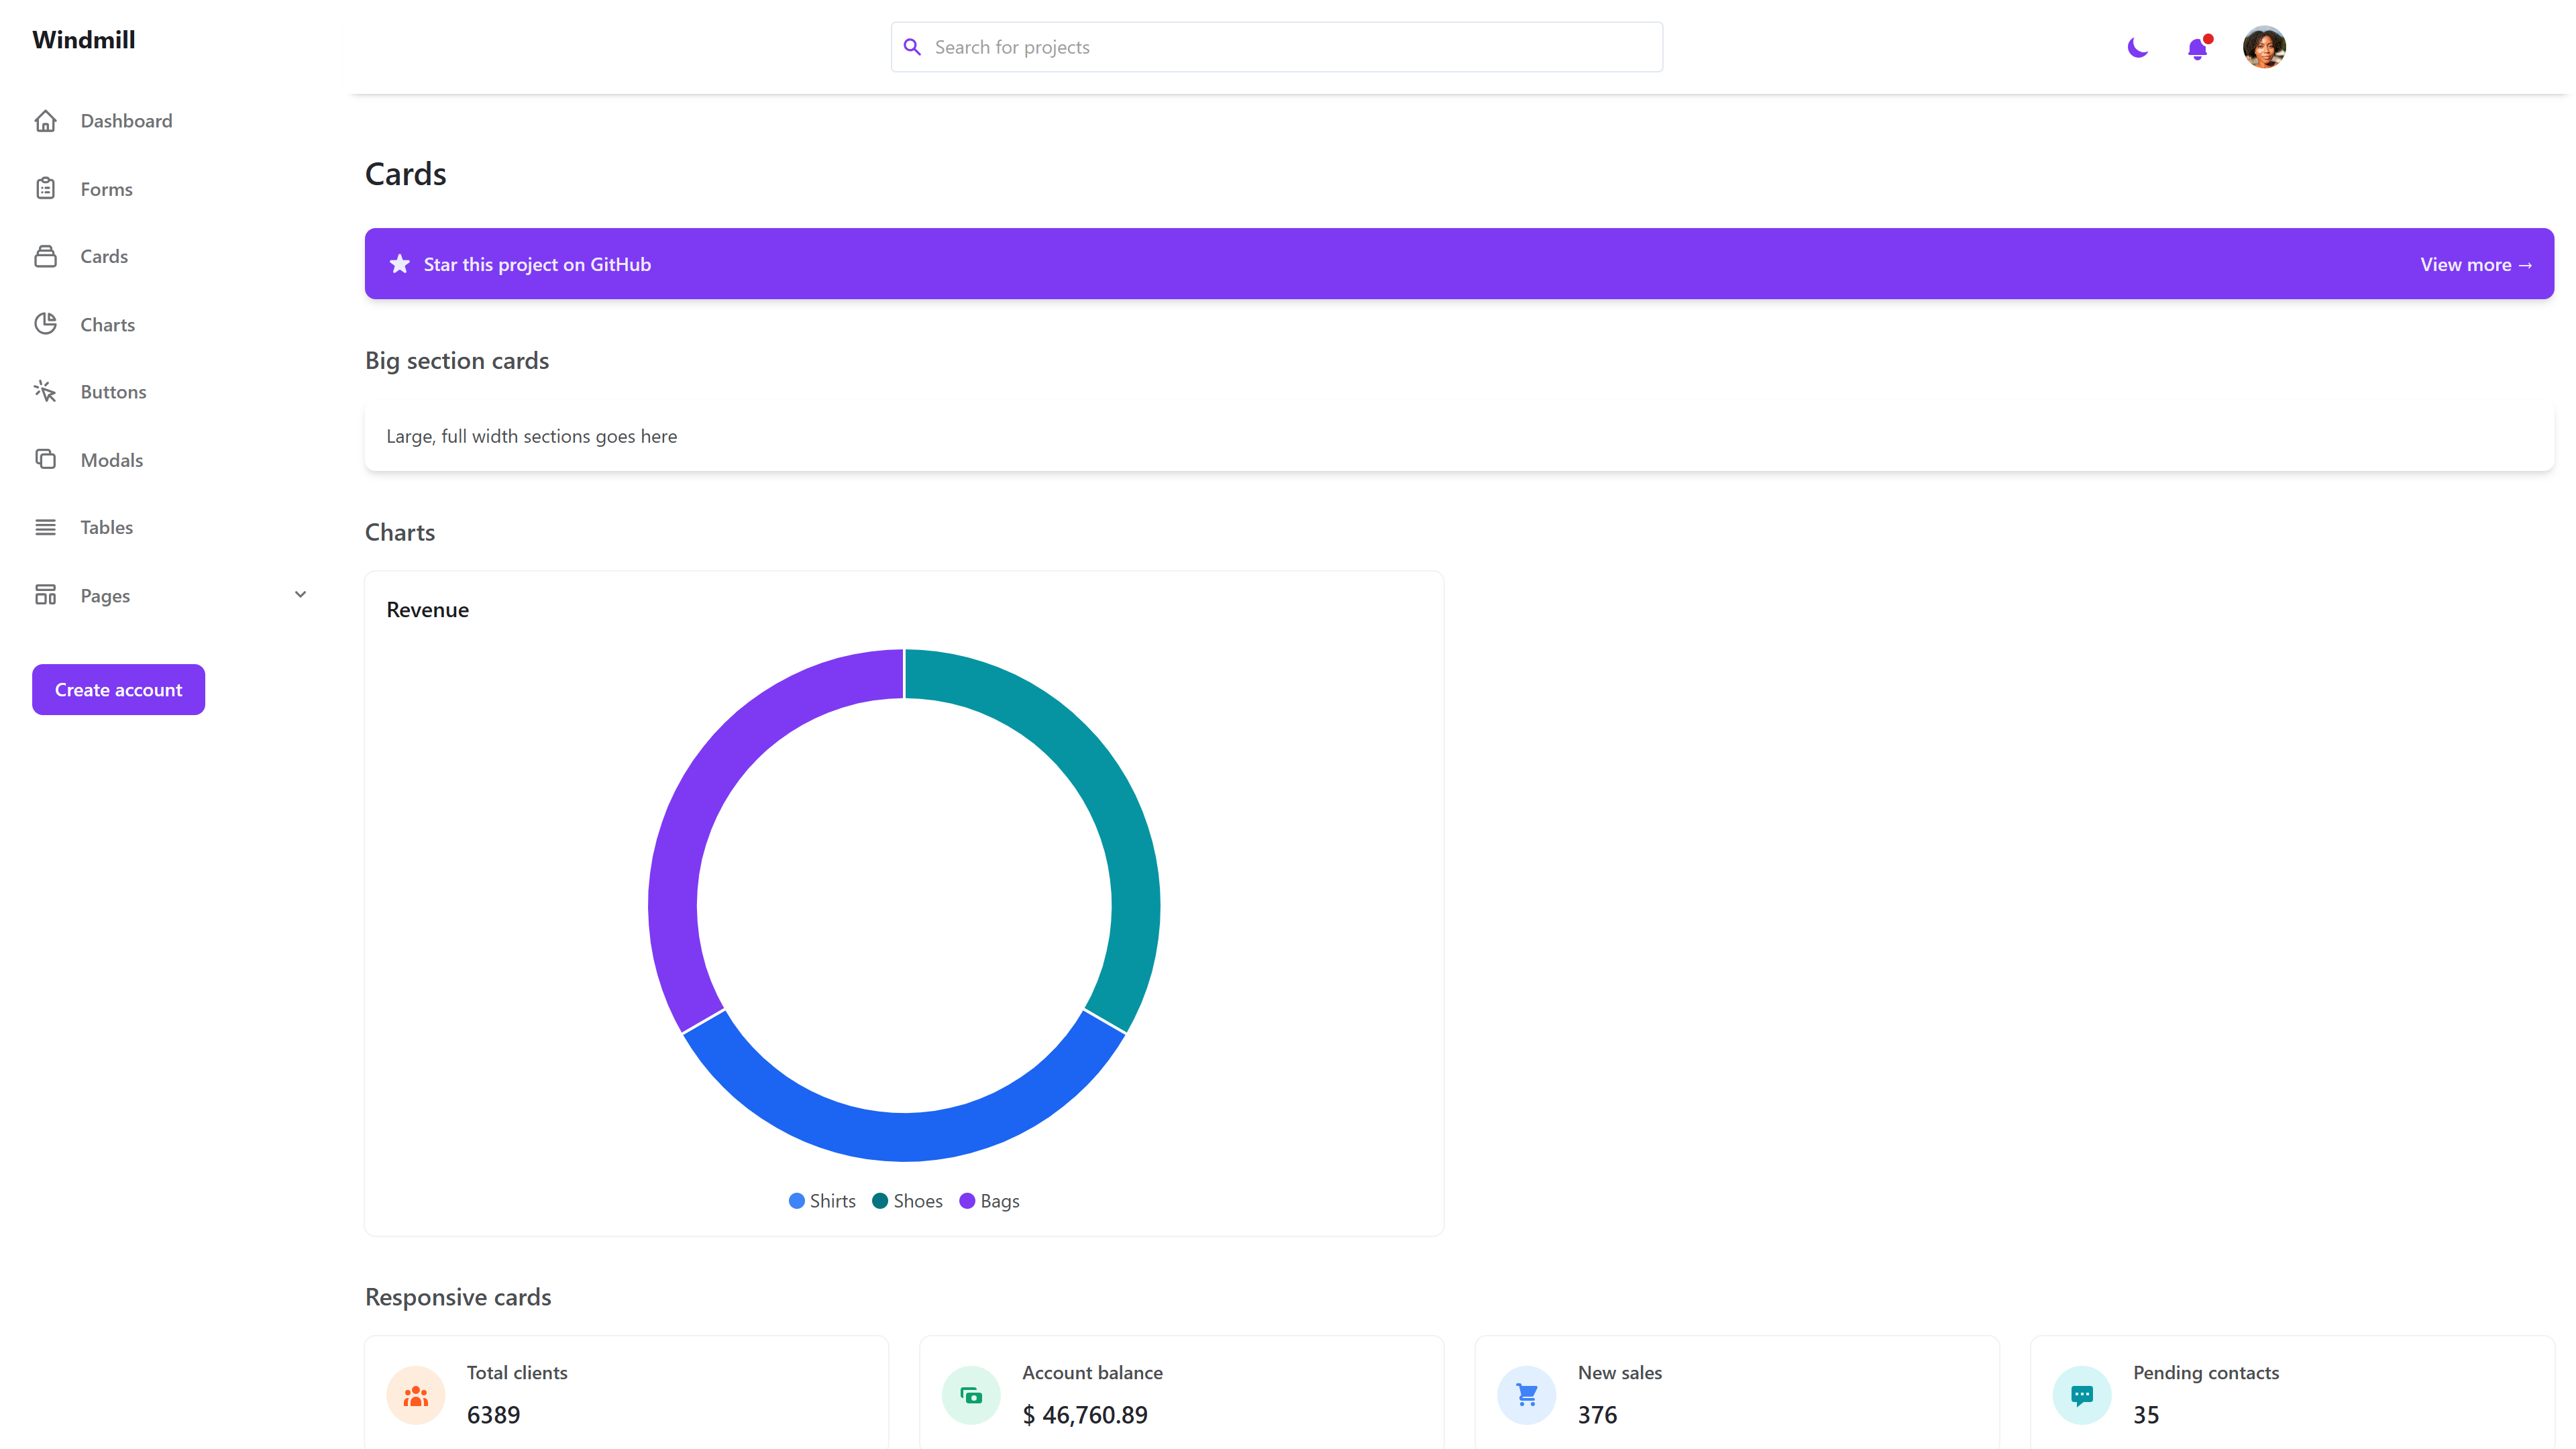 Windmill
Search for projects
Dashboard
Forms
Cards
Charts
Buttons
Modals
Tables
Pages
Create account
Cards
Star this project on GitHub
View more →
Big section cards
Large, full width sections goes here
Charts
Revenue
Shirts Shoes Bags
Responsive cards
Total clients
6389
Account balance
$ 46,760.89
New sales
376
Pending contacts
35